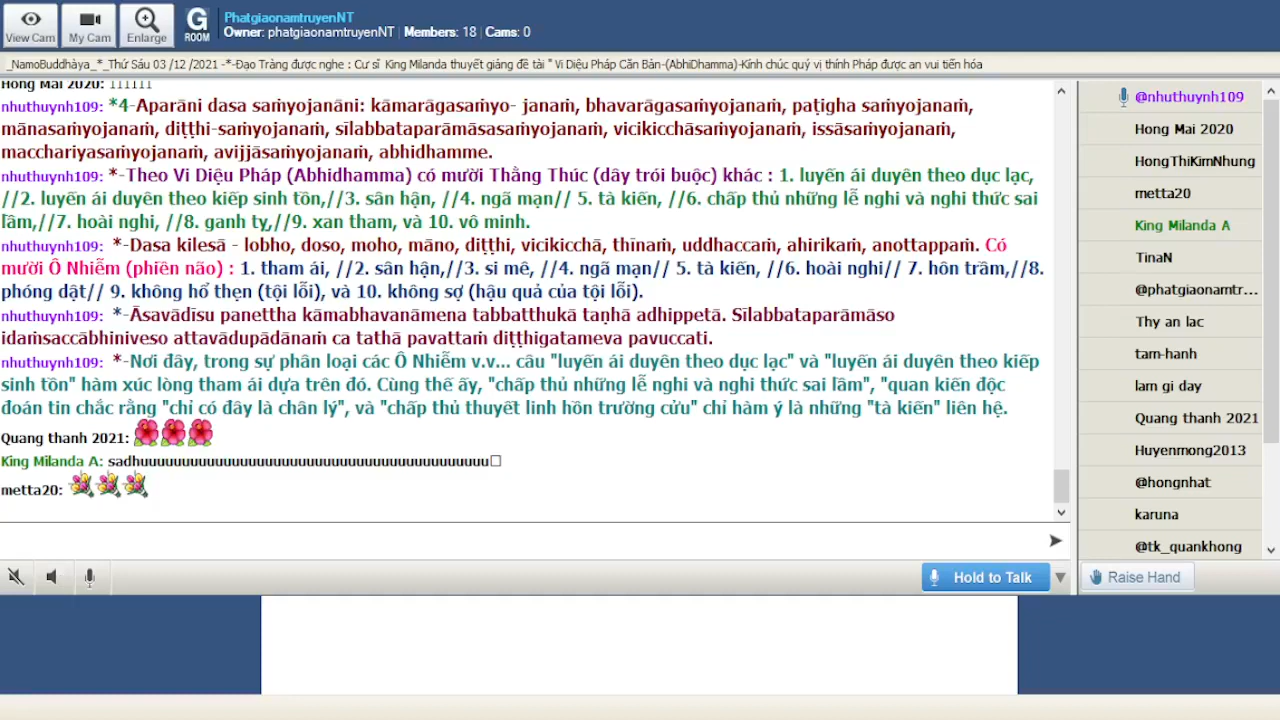 View Cam
My Cam
Enlarge
G
ROOM
PhatgiaonamtruyenNT
Owner: phatgiaonamtruyenNT | Members: 18 | Cams: 0
_NamoBuddhàya_*_Thứ Sáu 03 /12 /2021 -*-Đạo Tràng được nghe : Cư sĩ King Milanda thuyết giảng đề tài " Vi Diệu Pháp Căn Bản-(AbhiDhamma)-Kính chúc quý vị thính Pháp được an vui tiến hóa
Hong Mai 2020: llllll
nhuthuynh109: *4-Aparāni dasa saṁyojanāni: kāmarāgasaṁyo- janaṁ, bhavarāgasaṁyojanaṁ, paṭigha saṁyojanaṁ,
mānasaṁyojanaṁ, diṭṭhi-saṁyojanaṁ, sīlabbataparāmāsasaṁyojanaṁ, vicikicchāsaṁyojanaṁ, issāsaṁyojanaṁ,
macchariyasaṁyojanaṁ, avijjāsaṁyojanaṁ, abhidhamme.
nhuthuynh109: *-Theo Vi Diệu Pháp (Abhidhamma) có mười Thằng Thúc (dây trói buộc) khác : 1. luyến ái duyên theo dục lạc,
//2. luyến ái duyên theo kiếp sinh tồn,//3. sân hận, //4. ngã mạn// 5. tà kiến, //6. chấp thủ những lễ nghi và nghi thức sai
lầm,//7. hoài nghi, //8. ganh tỵ,//9. xan tham, và 10. vô minh.
nhuthuynh109: *-Dasa kilesā - lobho, doso, moho, māno, diṭṭhi, vicikicchā, thīnaṁ, uddhaccaṁ, ahirikaṁ, anottappaṁ. Có
mười Ô Nhiễm (phiền não) : 1. tham ái, //2. sân hận,//3. si mê, //4. ngã mạn// 5. tà kiến, //6. hoài nghi// 7. hôn trầm,//8.
phóng dật// 9. không hổ thẹn (tội lỗi), và 10. không sợ (hậu quả của tội lỗi).
nhuthuynh109: *-Āsavādīsu panettha kāmabhavanāmena tabbatthukā taṇhā adhippetā. Sīlabbataparāmāso
idaṁsaccābhiniveso attavādupādānaṁ ca tathā pavattaṁ diṭṭhigatameva pavuccati.
nhuthuynh109: *-Nơi đây, trong sự phân loại các Ô Nhiễm v.v... câu "luyến ái duyên theo dục lạc" và "luyến ái duyên theo kiếp
sinh tồn" hàm xúc lòng tham ái dựa trên đó. Cùng thế ấy, "chấp thủ những lễ nghi và nghi thức sai lầm", "quan kiến độc
đoán tin chắc rằng "chỉ có đây là chân lý", và "chấp thủ thuyết linh hồn trường cửu" chỉ hàm ý là những "tà kiến" liên hệ.
Quang thanh 2021:
King Milanda A: sadhuuuuuuuuuuuuuuuuuuuuuuuuuuuuuuuuuuuuuuuuu□
metta20:
Hold to Talk
@nhuthuynh109
Hong Mai 2020
HongThiKimNhung
metta20
King Milanda A
TinaN
@phatgiaonamtr...
Thy an lac
tam-hanh
lam gi day
Quang thanh 2021
Huyenmong2013
@hongnhat
karuna
@tk_quankhong
Raise Hand